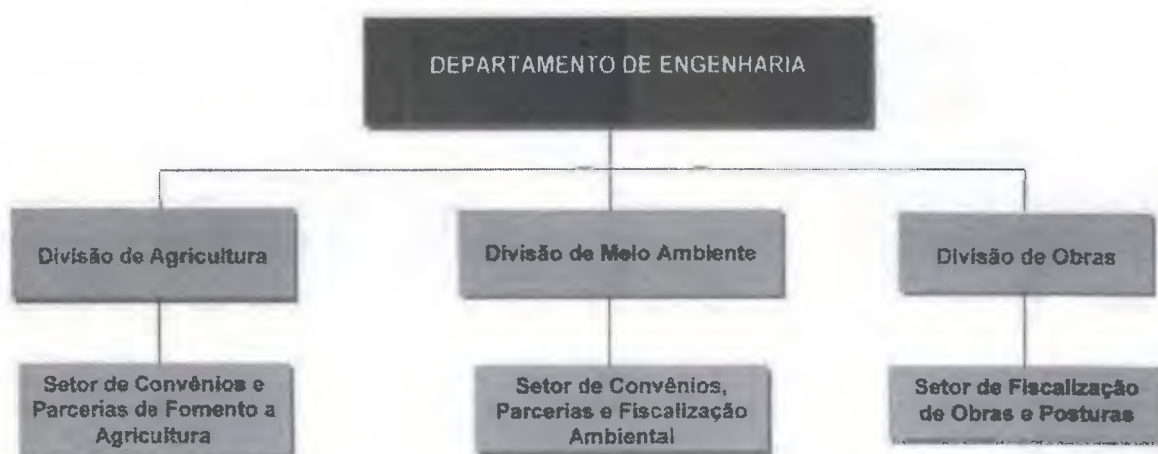 DEPARTAMENTO DE ENGENHARIA
Divisão de Agricultura
Divisão de Meio Ambiente
Divisão de Obras
Setor de Convênios e
Parcerias de Fomento a
Agricultura
Setor de Convênios,
Parcerias e Fiscalização
Ambiental
Setor de Fiscalização
de Obras e Posturas